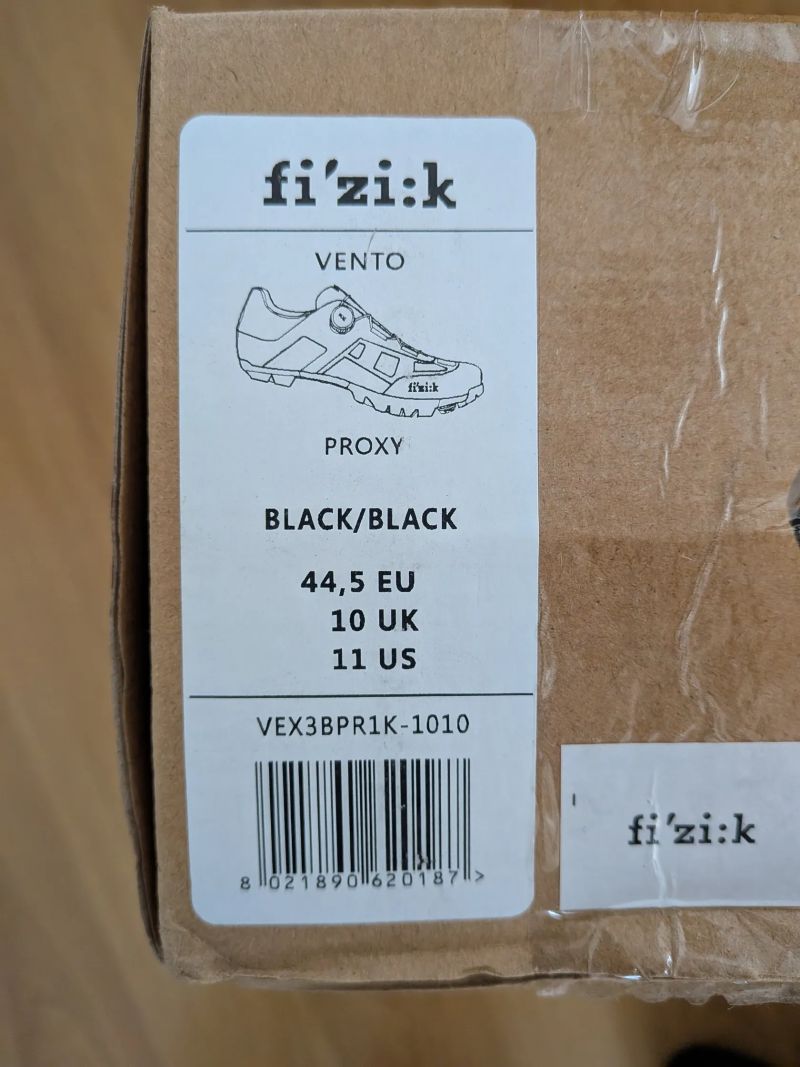 fi'zi:k
VENTO
fi'zi:k
PROXY
BLACK/BLACK
44,5 EU
10 UK
11 US
VEX3BPR1K-1010
8 021890 620187 >
fi'zi:k